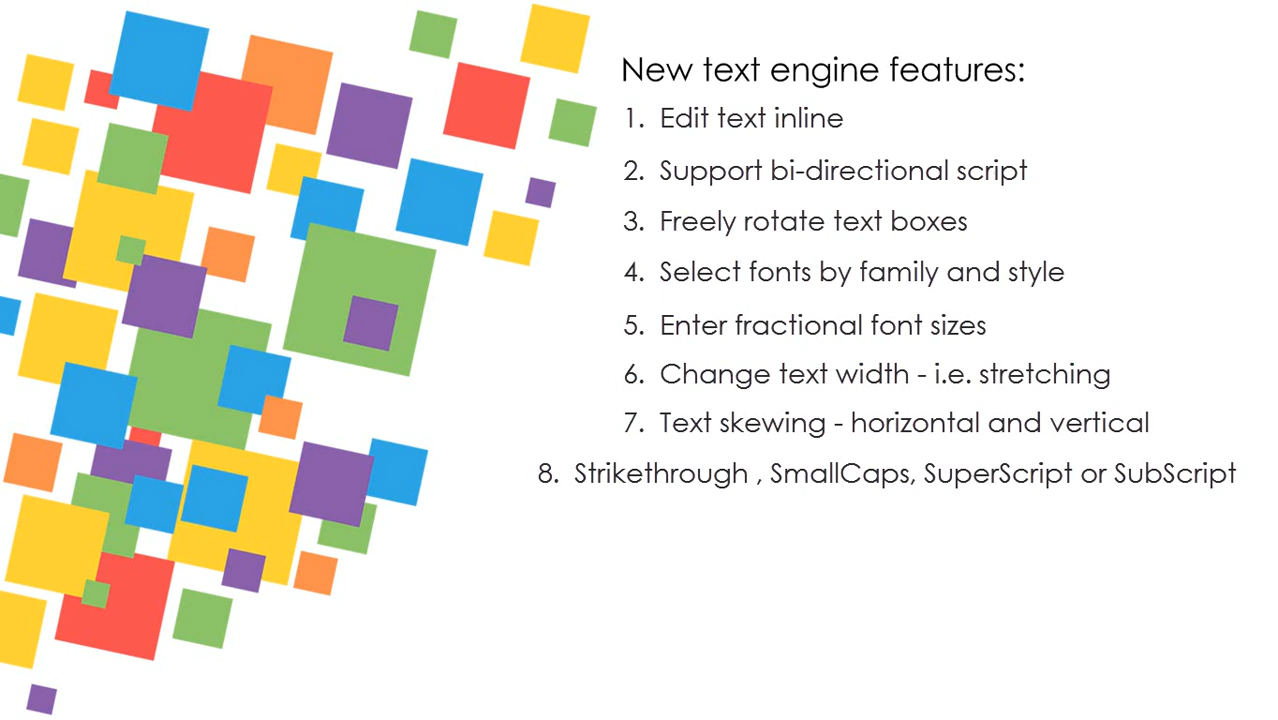 New text engine features:
1. Edit text inline
2. Support bi-directional script
3. Freely rotate text boxes
4. Select fonts by family and style
5. Enter fractional font sizes
6. Change text width - i.e. stretching
7. Text skewing - horizontal and vertical
8. Strikethrough , SmallCaps, SuperScript or SubScript